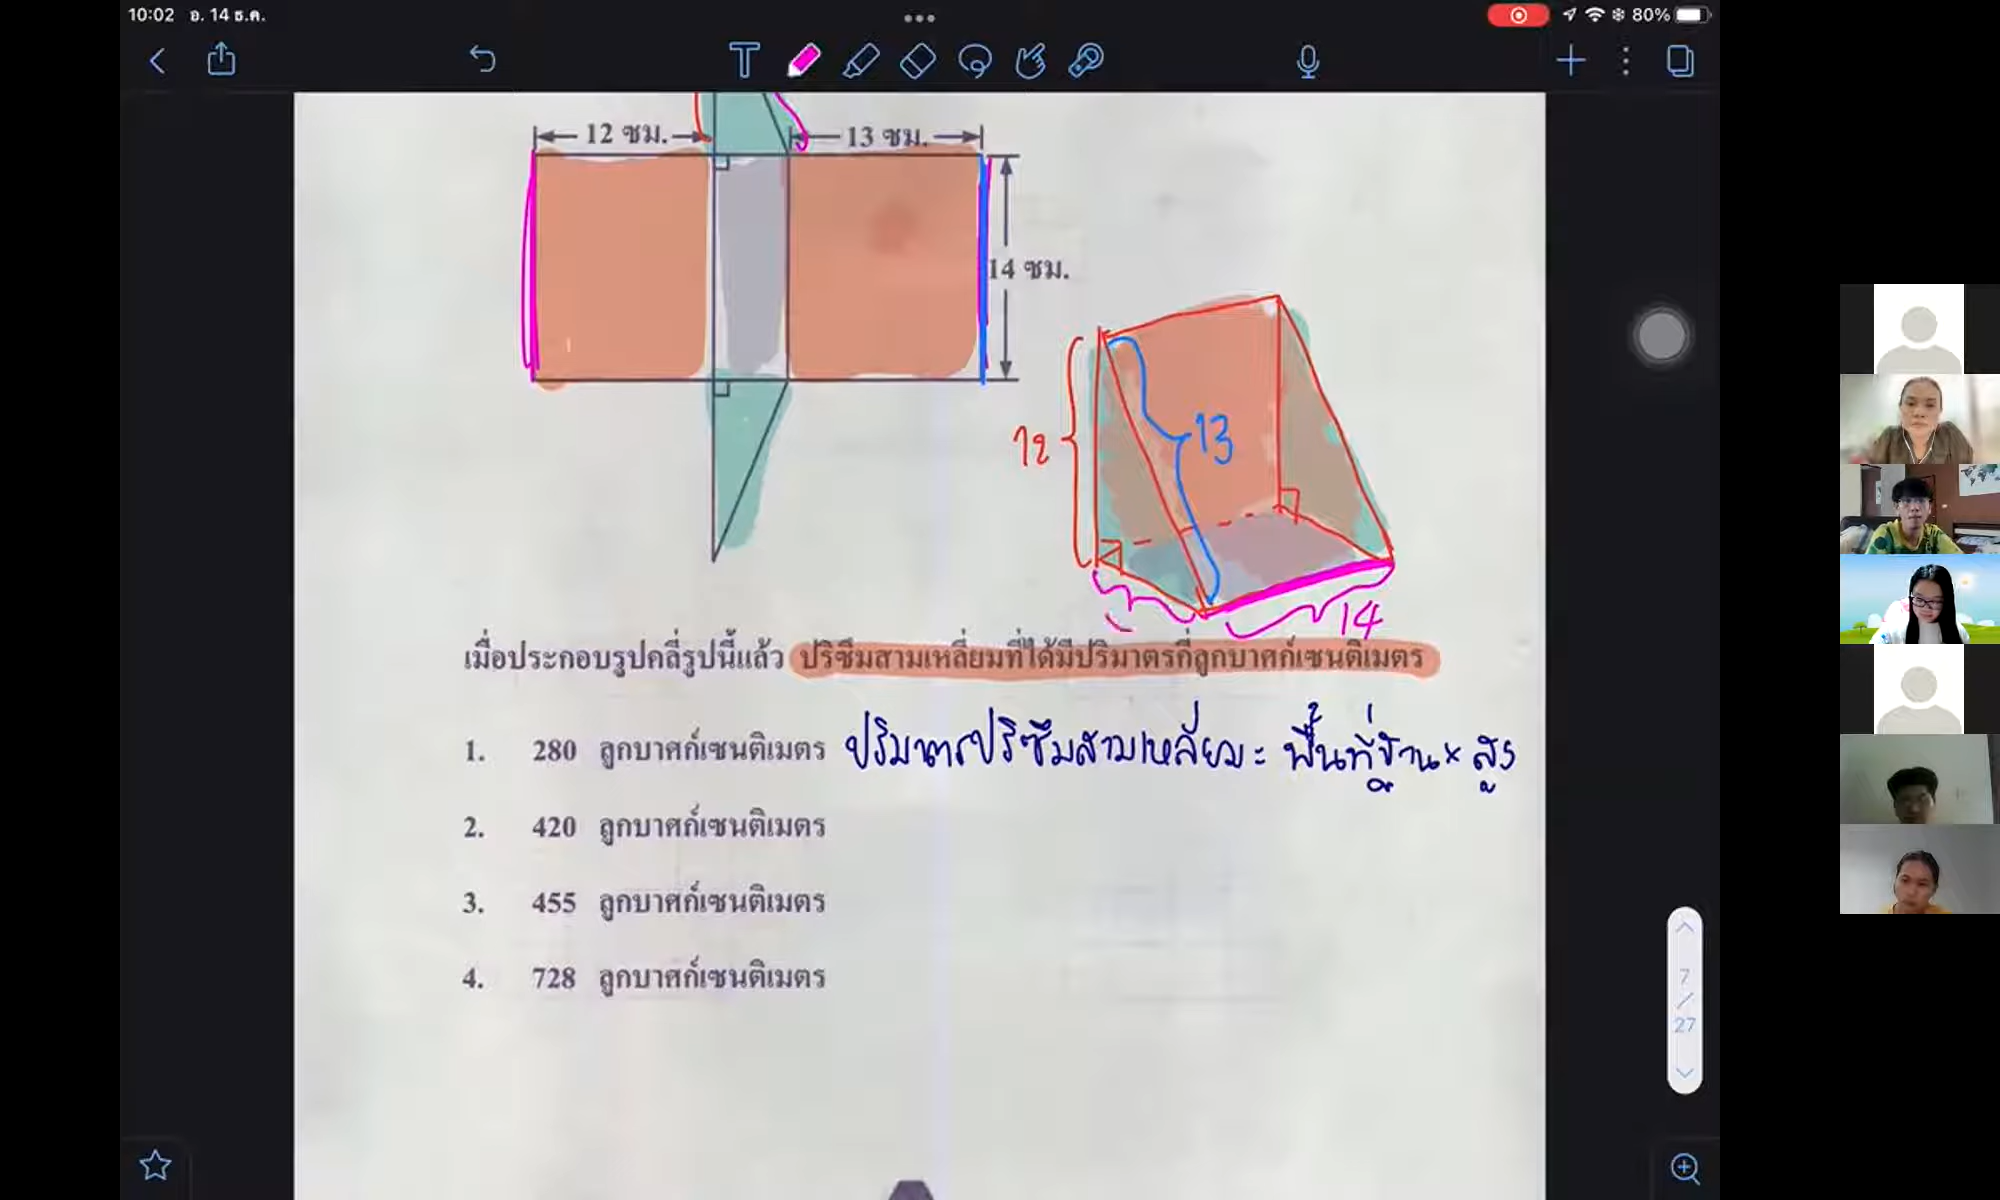 10:02 อ. 14 ธ.ค. 80%
12 ซม. 13 ซม.
14 ซม.
12 13
14
เมื่อประกอบรูปคลี่รูปนี้แล้ว ปริซึมสามเหลี่ยมที่ได้มีปริมาตรกี่ลูกบาศก์เซนติเมตร
1. 280 ลูกบาศก์เซนติเมตร ปริมาตรปริซึมสามเหลี่ยม = พื้นที่ฐาน × สูง
2. 420 ลูกบาศก์เซนติเมตร
3. 455 ลูกบาศก์เซนติเมตร
4. 728 ลูกบาศก์เซนติเมตร
7
/
27